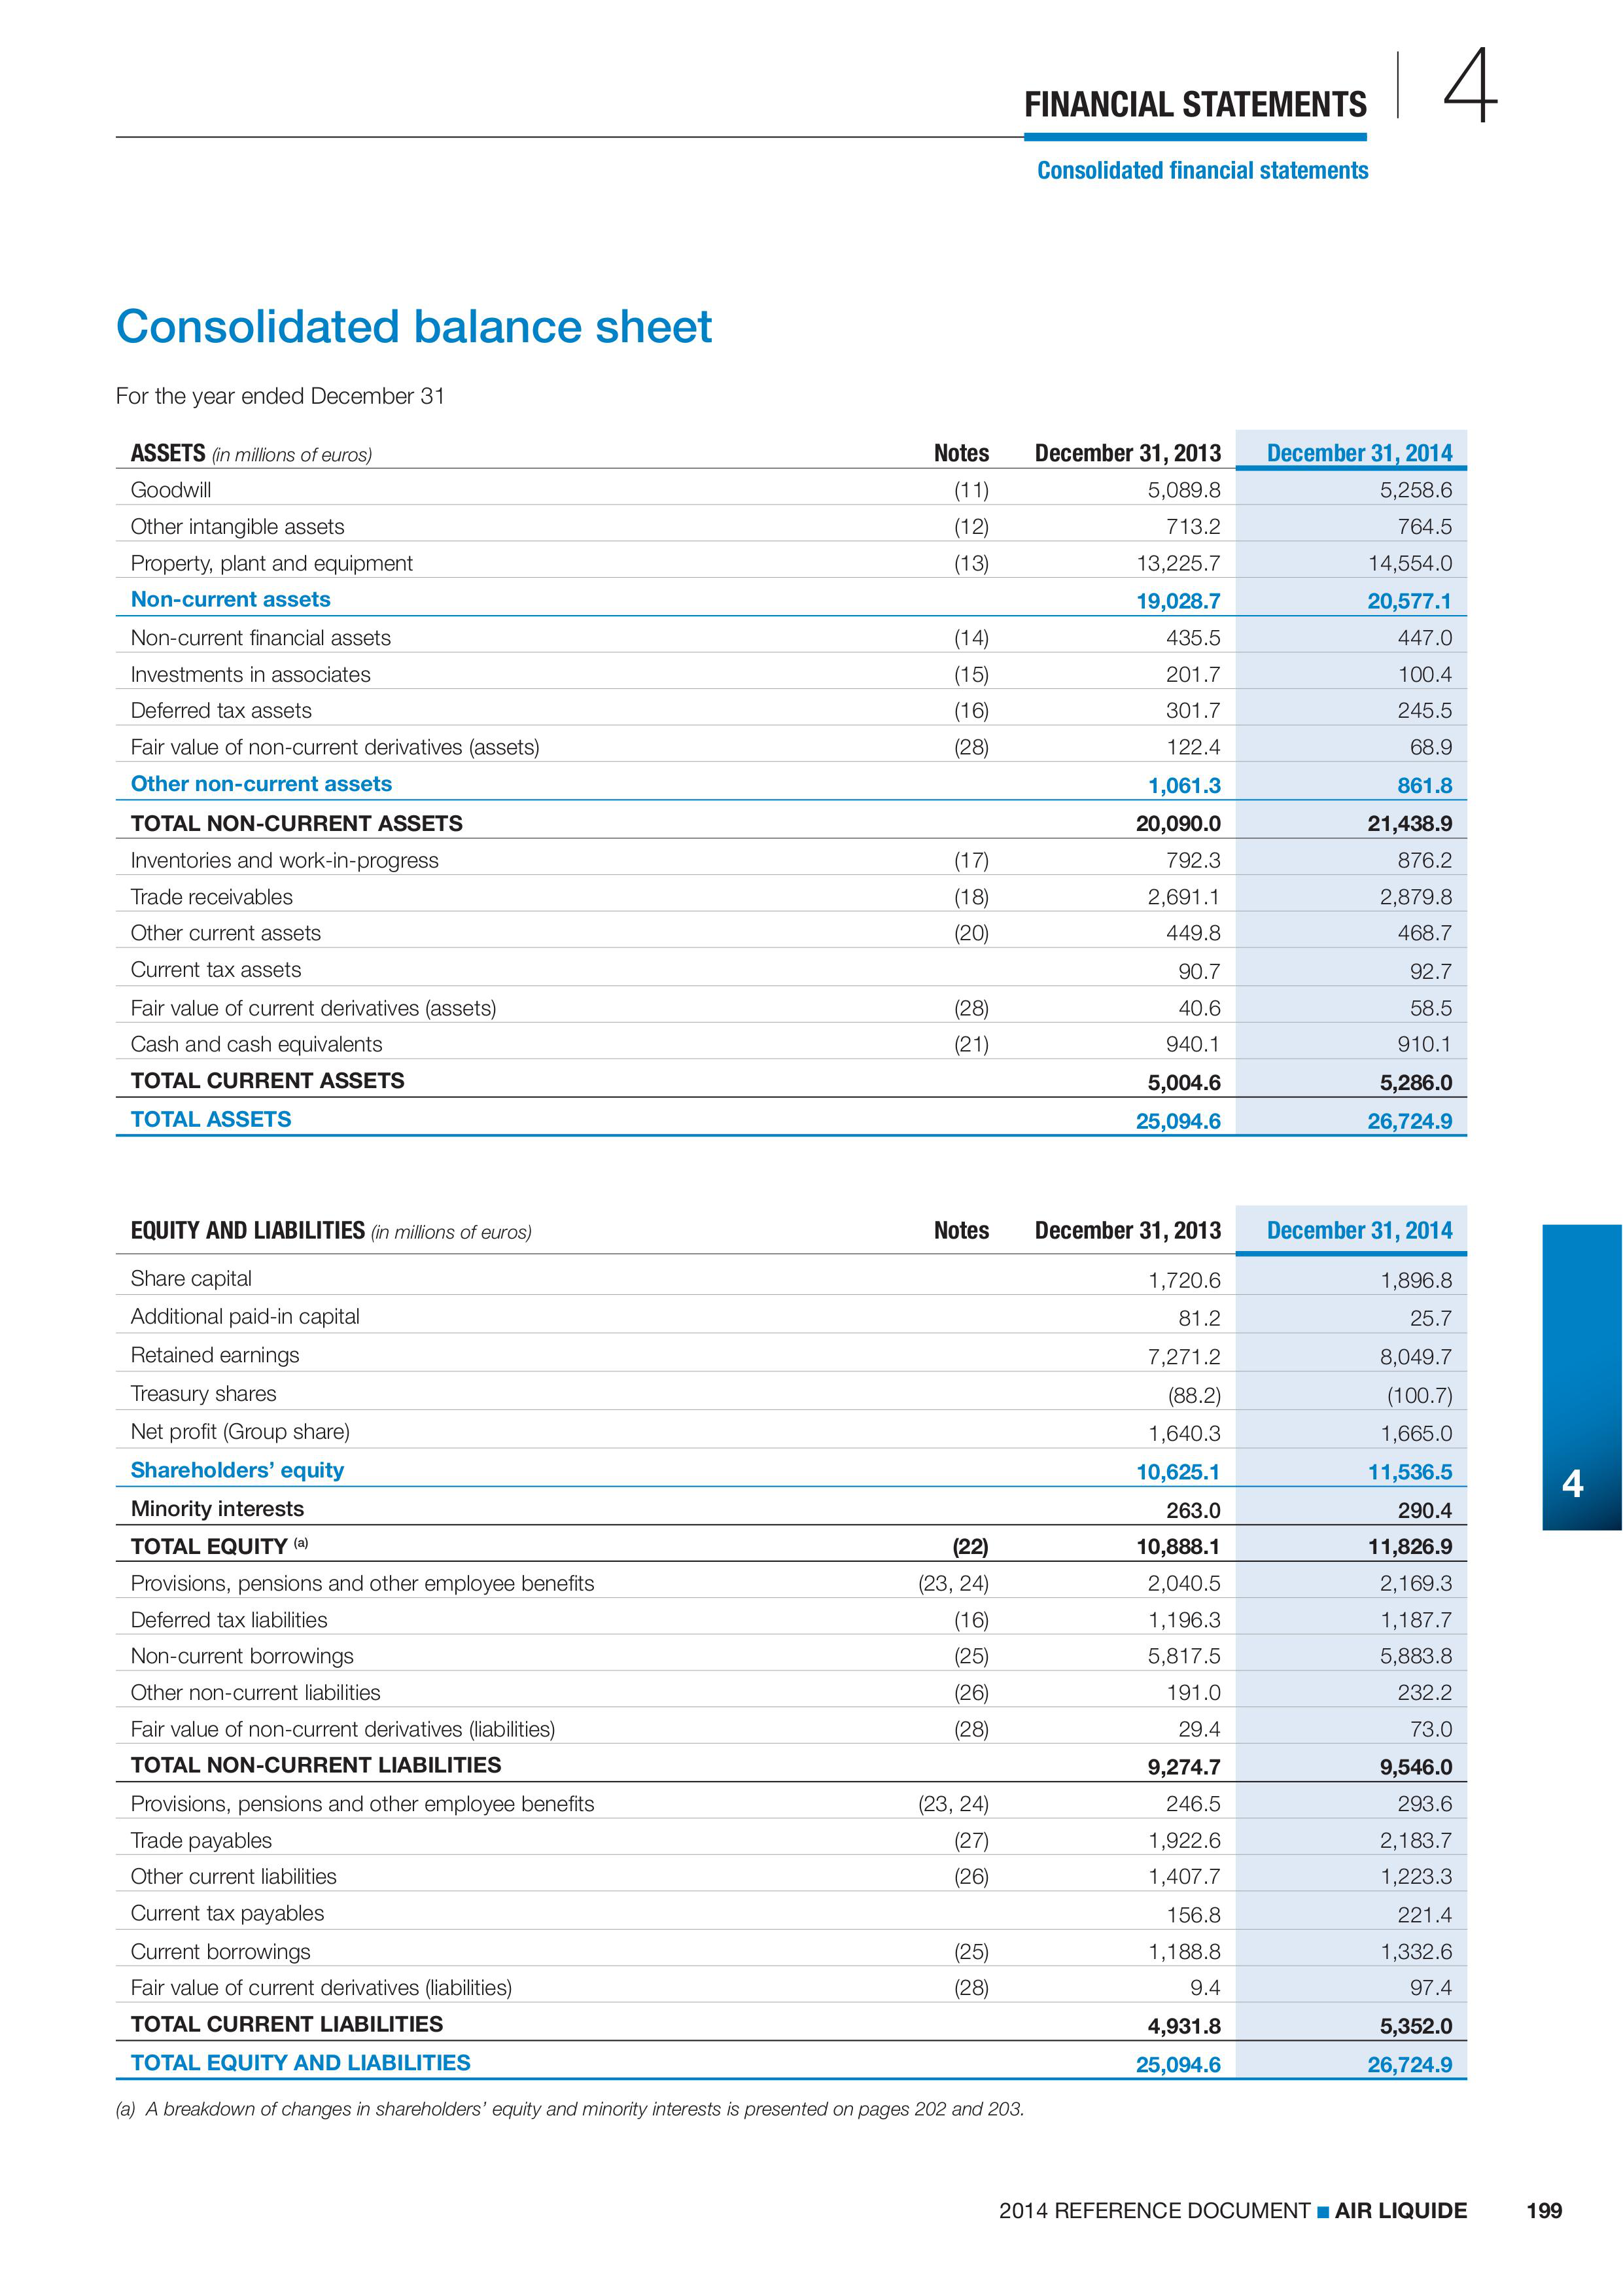 FINANCIAL STATEMENTS 4
Consolidated financial statements
Consolidated balance sheet
For the year ended December 31
ASSETS (in millions of euros) Notes December 31, 2013 December 31, 2014
Goodwill (11) 5,089.8 5,258.6
Other intangible assets (12) 713.2 764.5
Property, plant and equipment (13) 13,225.7 14,554.0
Non-current assets 19,028.7 20,577.1
Non-current financial assets (14) 435.5 447.0
Investments in associates (15) 201.7 100.4
Deferred tax assets (16) 301.7 245.5
Fair value of non-current derivatives (assets) (28) 122.4 68.9
Other non-current assets 1,061.3 861.8
TOTAL NON-CURRENT ASSETS 20,090.0 21,438.9
Inventories and work-in-progress (17) 792.3 876.2
Trade receivables (18) 2,691.1 2,879.8
Other current assets (20) 449.8 468.7
Current tax assets 90.7 92.7
Fair value of current derivatives (assets) (28) 40.6 58.5
Cash and cash equivalents (21) 940.1 910.1
TOTAL CURRENT ASSETS 5,004.6 5,286.0
TOTAL ASSETS 25,094.6 26,724.9
EQUITY AND LIABILITIES (in millions of euros) Notes December 31, 2013 December 31, 2014
Share capital 1,720.6 1,896.8
Additional paid-in capital 81.2 25.7
Retained earnings 7,271.2 8,049.7
Treasury shares (88.2) (100.7)
Net profit (Group share) 1,640.3 1,665.0
Shareholders’ equity 10,625.1 11,536.5
Minority interests 263.0 290.4
TOTAL EQUITY (a) (22) 10,888.1 11,826.9
Provisions, pensions and other employee benefits (23, 24) 2,040.5 2,169.3
Deferred tax liabilities (16) 1,196.3 1,187.7
Non-current borrowings (25) 5,817.5 5,883.8
Other non-current liabilities (26) 191.0 232.2
Fair value of non-current derivatives (liabilities) (28) 29.4 73.0
TOTAL NON-CURRENT LIABILITIES 9,274.7 9,546.0
Provisions, pensions and other employee benefits (23, 24) 246.5 293.6
Trade payables (27) 1,922.6 2,183.7
Other current liabilities (26) 1,407.7 1,223.3
Current tax payables 156.8 221.4
Current borrowings (25) 1,188.8 1,332.6
Fair value of current derivatives (liabilities) (28) 9.4 97.4
TOTAL CURRENT LIABILITIES 4,931.8 5,352.0
TOTAL EQUITY AND LIABILITIES 25,094.6 26,724.9
(a) A breakdown of changes in shareholders’ equity and minority interests is presented on pages 202 and 203.
4
2014 REFERENCE DOCUMENT ■ AIR LIQUIDE 199